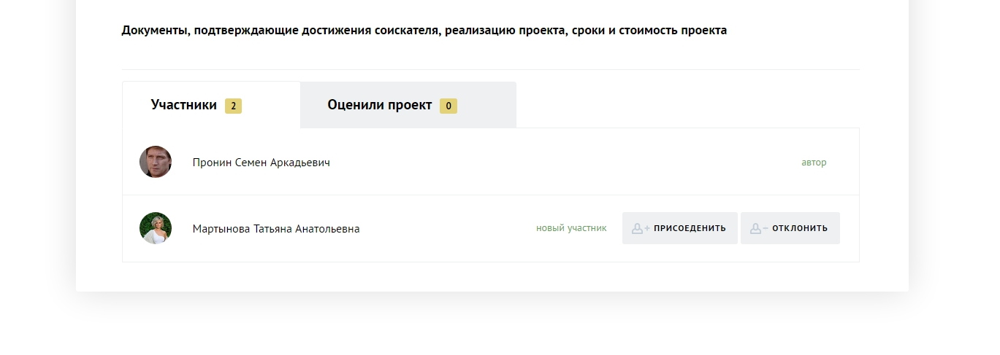 Документы, подтверждающие достижения соискателя, реализацию проекта, сроки и стоимость проекта
Участники 2 Оценили проект 0
Пронин Семен Аркадьевич автор
Мартынова Татьяна Анатольевна новый участник ПРИСОЕДЕНИТЬ ОТКЛОНИТЬ